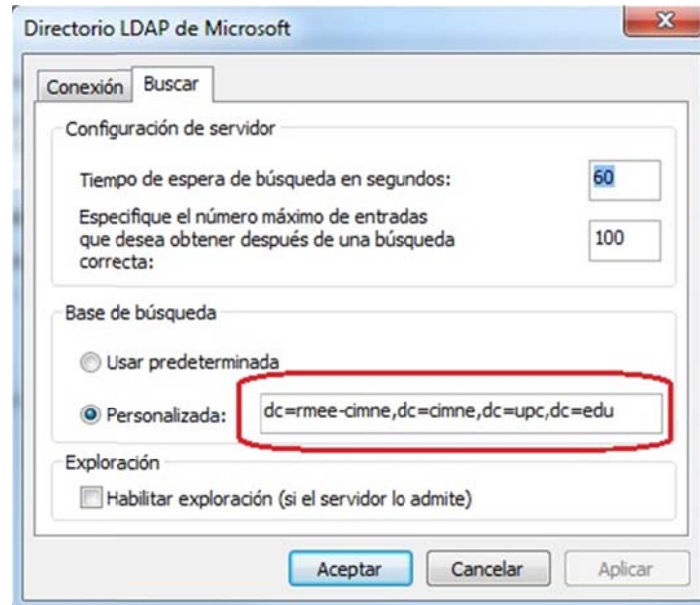 Directorio LDAP de Microsoft
Conexión Buscar
Configuración de servidor
Tiempo de espera de búsqueda en segundos: 60
Especifique el número máximo de entradas
que desea obtener después de una búsqueda 100
correcta:
Base de búsqueda
Usar predeterminada
Personalizada: dc=rmee-cimne,dc=cimne,dc=upc,dc=edu
Exploración
Habilitar exploración (si el servidor lo admite)
Aceptar Cancelar Aplicar